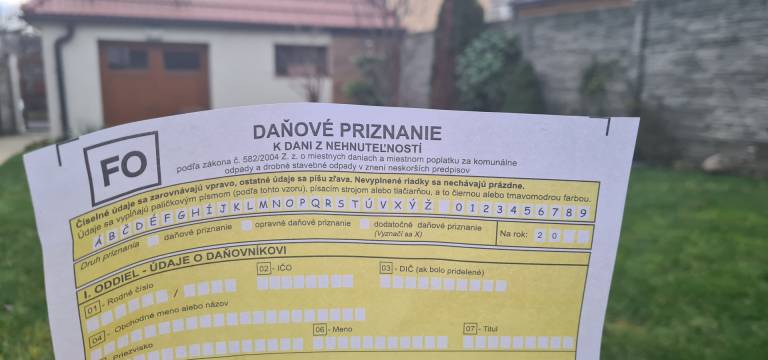 FO
DAŇOVÉ PRIZNANIE
K DANI Z NEHNUTEĽNOSTÍ
podľa zákona č. 582/2004 Z. z. o miestnych daniach a miestnom poplatku za komunálne
odpady a drobné stavebné odpady v znení neskorších predpisov
Číselné údaje sa zarovnávajú vpravo, ostatné údaje sa píšu zľava. Nevyplnené riadky sa nechávajú prázdne.
Údaje sa vyplňajú paličkovým písmom (podľa tohto vzoru), písacím strojom alebo tlačiarňou, a to čiernou alebo tmavomodrou farbou.
Á B Č D É F G H Í J K L M N O P Q R S T Ú V X Ý Ž 0 1 2 3 4 5 6 7 8 9
Druh priznania daňové priznanie opravné daňové priznanie dodatočné daňové priznanie Na rok: 2 0
(Vyznačí sa X)
I. ODDIEL - ÚDAJE O DAŇOVNÍKOVI
01 - Rodné číslo 02 - IČO 03 - DIČ (ak bolo pridelené)
/
04 - Obchodné meno alebo názov
Priezvisko 06 - Meno 07 - Titul